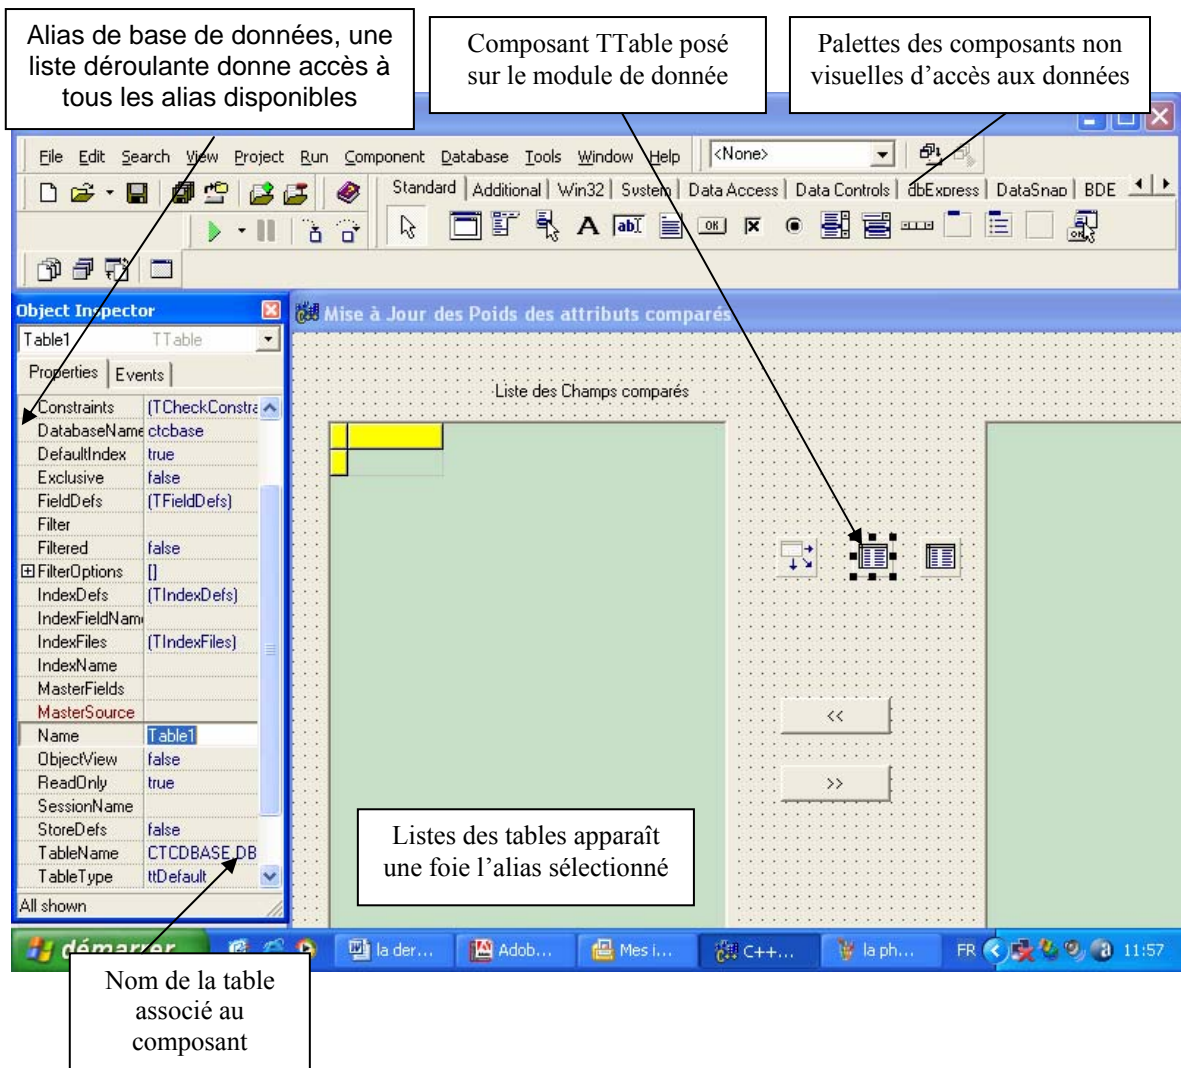 Alias de base de données, une
liste déroulante donne accès à
tous les alias disponibles
Composant TTable posé
sur le module de donnée
Palettes des composants non
visuelles d'accès aux données
File Edit Search View Project Run Component Database Tools Window Help <None>
Standard Additional Win32 System Data Access Data Controls dbExpress DataSnap BDE
Object Inspector
Mise à Jour des Poids des attributs comparés
Table1 TTable
Properties Events
Liste des Champs comparés
Constraints (TCheckConstra
DatabaseName ctcbase
DefaultIndex true
Exclusive false
FieldDefs (TFieldDefs)
Filter
Filtered false
FilterOptions []
IndexDefs (TIndexDefs)
IndexFieldNam
IndexFiles (TIndexFiles)
IndexName
MasterFields
MasterSource
Name Table1
ObjectView false
ReadOnly true
SessionName
StoreDefs false
TableName CTCDBASE.DB
TableType ttDefault
All shown
<<
>>
Listes des tables apparaît
une foie l'alias sélectionné
démarrer la der... Adob... Mes i... C++... la ph... FR 11:57
Nom de la table
associé au
composant